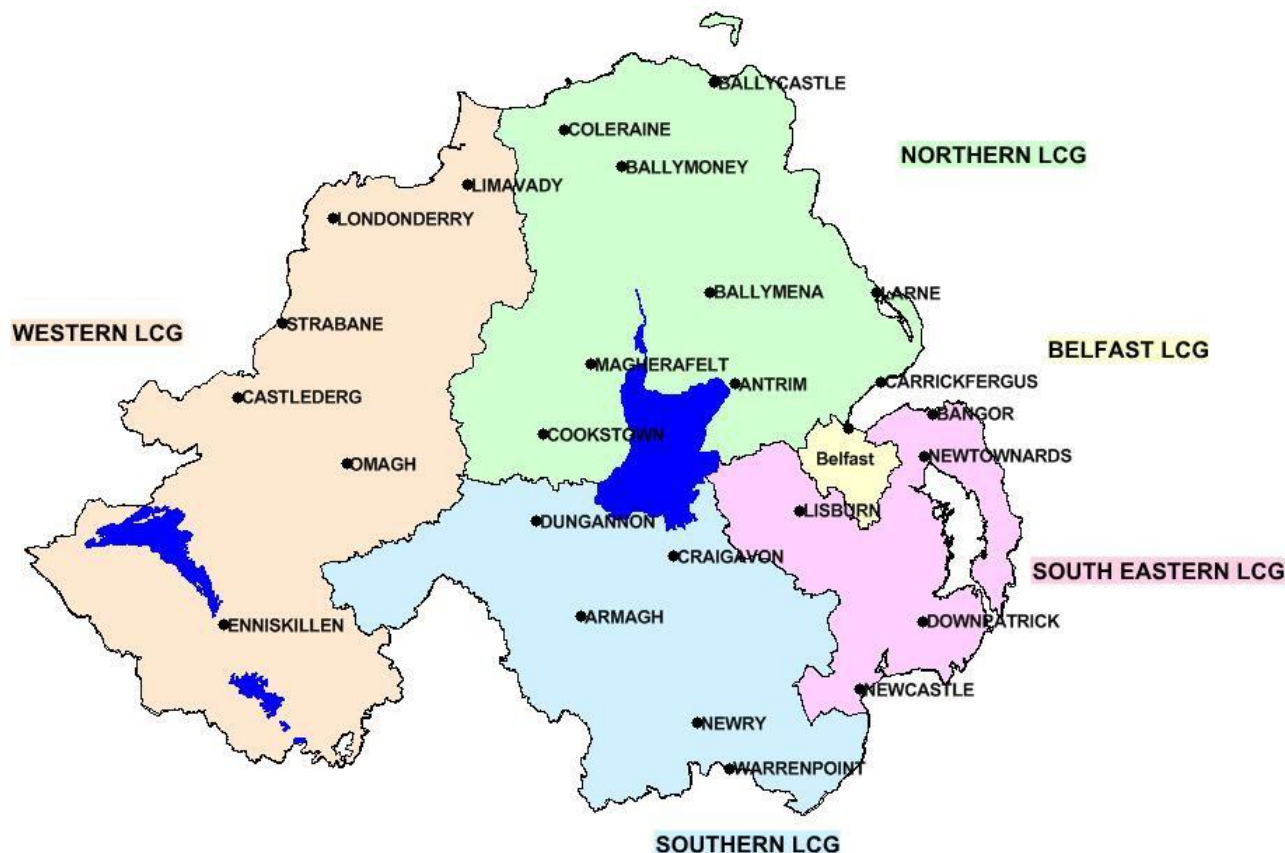 BALLYCASTLE
COLERAINE
NORTHERN LCG
BALLYMONEY
LIMAVADY
LONDONDERRY
BALLYMENA
LARNE
STRABANE
WESTERN LCG
BELFAST LCG
MAGHERAFELT
ANTRIM
CARRICKFERGUS
CASTLEDERG
BANGOR
COOKSTOWN
Belfast
NEWTOWNARDS
OMAGH
LISBURN
DUNGANNON
CRAIGAVON
SOUTH EASTERN LCG
ARMAGH
DOWNPATRICK
ENNISKILLEN
NEWCASTLE
NEWRY
WARRENPOINT
SOUTHERN LCG